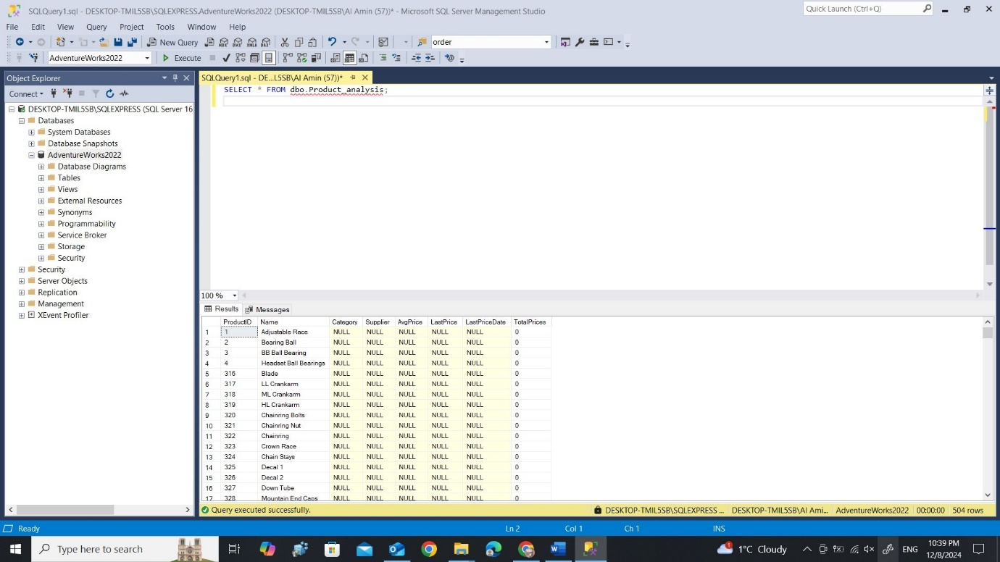 SQLQuery1.sql - DESKTOP-TMIL5SB\SQLEXPRESS.AdventureWorks2022 (DESKTOP-TMIL5SB\AI Amin (57))* - Microsoft SQL Server Management Studio
Quick Launch (Ctrl+Q)
File Edit View Query Project Tools Window Help
New Query order
AdventureWorks2022 Execute
Object Explorer
SQLQuery1.sql - DE...L5SB\AI Amin (57))*
Connect
SELECT * FROM dbo.Product_analysis;
DESKTOP-TMIL5SB\SQLEXPRESS (SQL Server 16
Databases
System Databases
Database Snapshots
AdventureWorks2022
Database Diagrams
Tables
Views
External Resources
Synonyms
Programmability
Service Broker
Storage
Security
Security
Server Objects
Replication
Management
XEvent Profiler
100 %
Results Messages
ProductID Name Category Supplier AvgPrice LastPrice LastPriceDate TotalPrices
1 1 Adjustable Race NULL NULL NULL NULL NULL 0
2 2 Bearing Ball NULL NULL NULL NULL NULL 0
3 3 BB Ball Bearing NULL NULL NULL NULL NULL 0
4 4 Headset Ball Bearings NULL NULL NULL NULL NULL 0
5 316 Blade NULL NULL NULL NULL NULL 0
6 317 LL Crankarm NULL NULL NULL NULL NULL 0
7 318 ML Crankarm NULL NULL NULL NULL NULL 0
8 319 HL Crankarm NULL NULL NULL NULL NULL 0
9 320 Chainring Bolts NULL NULL NULL NULL NULL 0
10 321 Chainring Nut NULL NULL NULL NULL NULL 0
11 322 Chainring NULL NULL NULL NULL NULL 0
12 323 Crown Race NULL NULL NULL NULL NULL 0
13 324 Chain Stays NULL NULL NULL NULL NULL 0
14 325 Decal 1 NULL NULL NULL NULL NULL 0
15 326 Decal 2 NULL NULL NULL NULL NULL 0
16 327 Down Tube NULL NULL NULL NULL NULL 0
17 328 Mountain End Caps NULL NULL NULL NULL NULL 0
Query executed successfully. DESKTOP-TMIL5SB\SQLEXPRESS ... DESKTOP-TMIL5SB\AI Ami... AdventureWorks2022 00:00:00 504 rows
Ready Ln 2 Col 1 Ch 1 INS
Type here to search 1 1°C Cloudy ENG 10:39 PM
12/8/2024